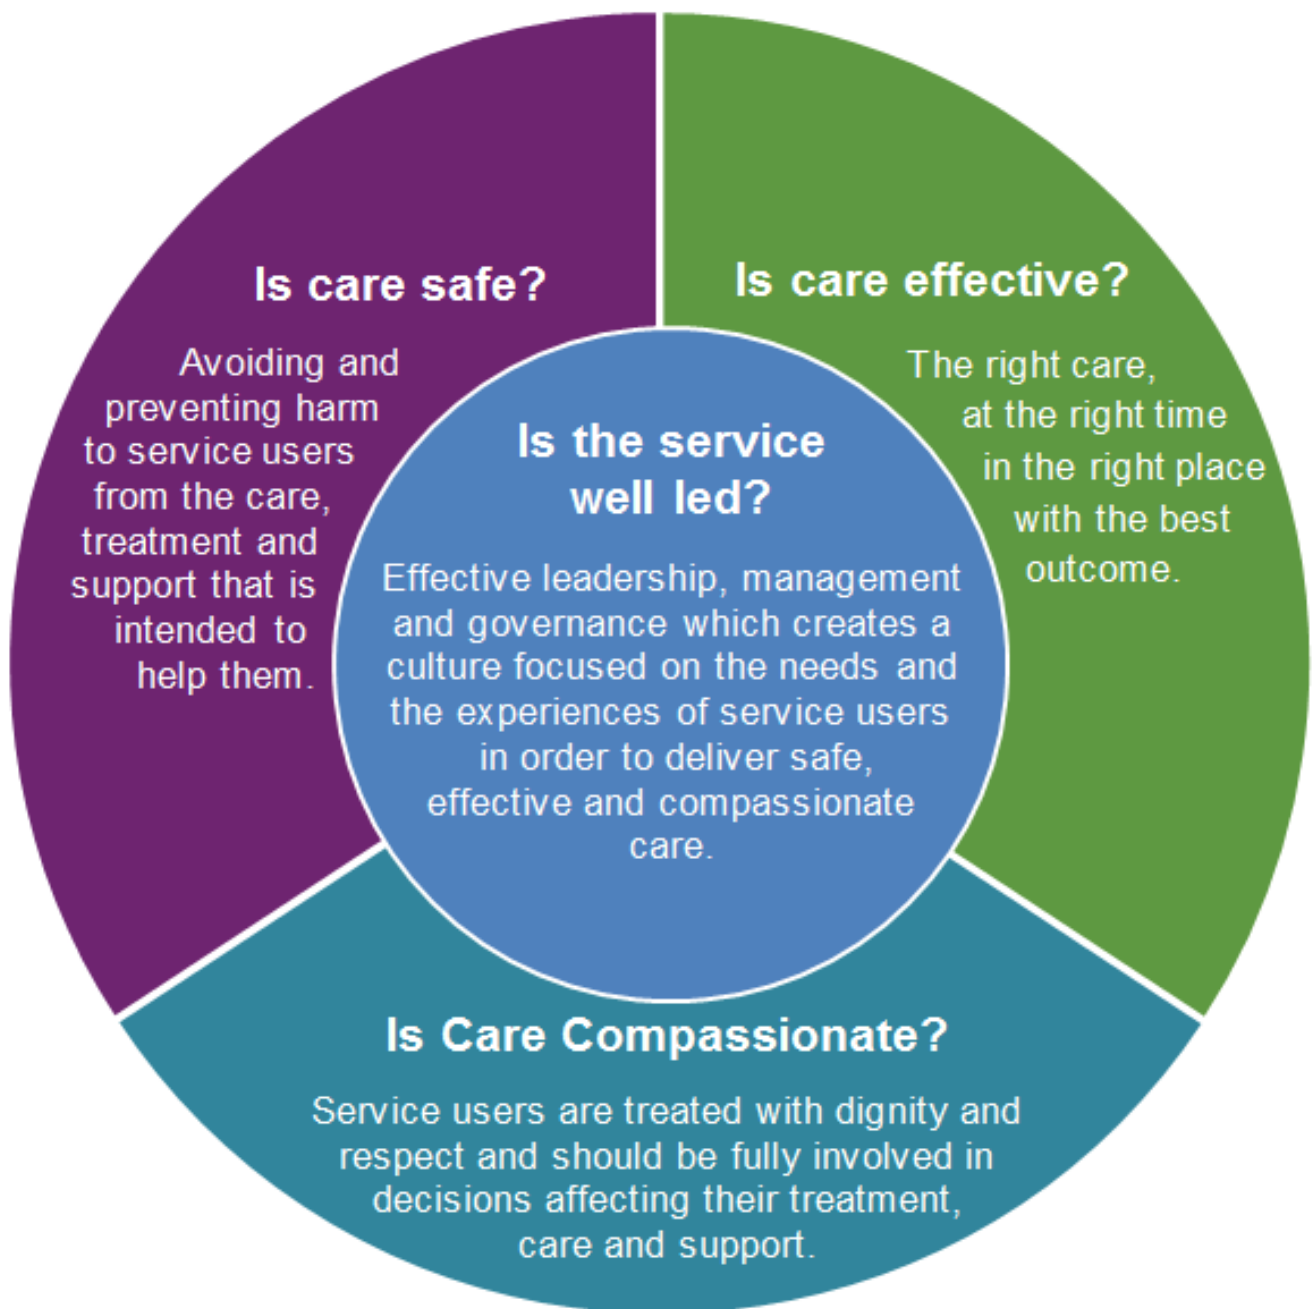 Is care safe?
Avoiding and
preventing harm
to service users
from the care,
treatment and
support that is
intended to
help them.
Is care effective?
The right care,
at the right time
in the right place
with the best
outcome.
Is the service
well led?
Effective leadership, management
and governance which creates a
culture focused on the needs and
the experiences of service users
in order to deliver safe,
effective and compassionate
care.
Is Care Compassionate?
Service users are treated with dignity and
respect and should be fully involved in
decisions affecting their treatment,
care and support.